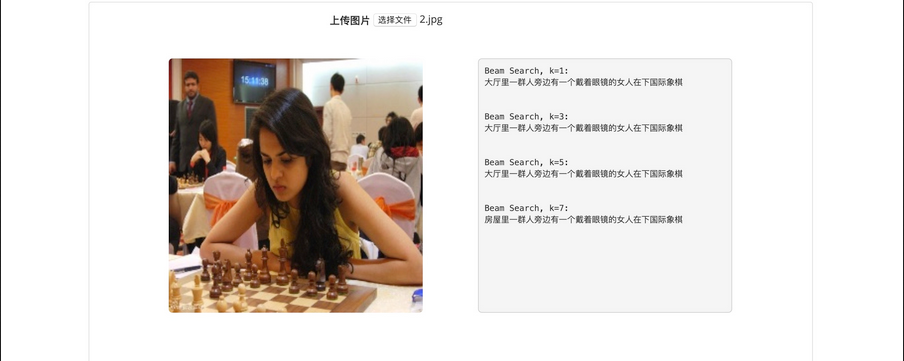 上传图片 选择文件 2.jpg
15:11:38
Beam Search, k=1:
大厅里一群人旁边有一个戴着眼镜的女人在下国际象棋
Beam Search, k=3:
大厅里一群人旁边有一个戴着眼镜的女人在下国际象棋
Beam Search, k=5:
大厅里一群人旁边有一个戴着眼镜的女人在下国际象棋
Beam Search, k=7:
房屋里一群人旁边有一个戴着眼镜的女人在下国际象棋